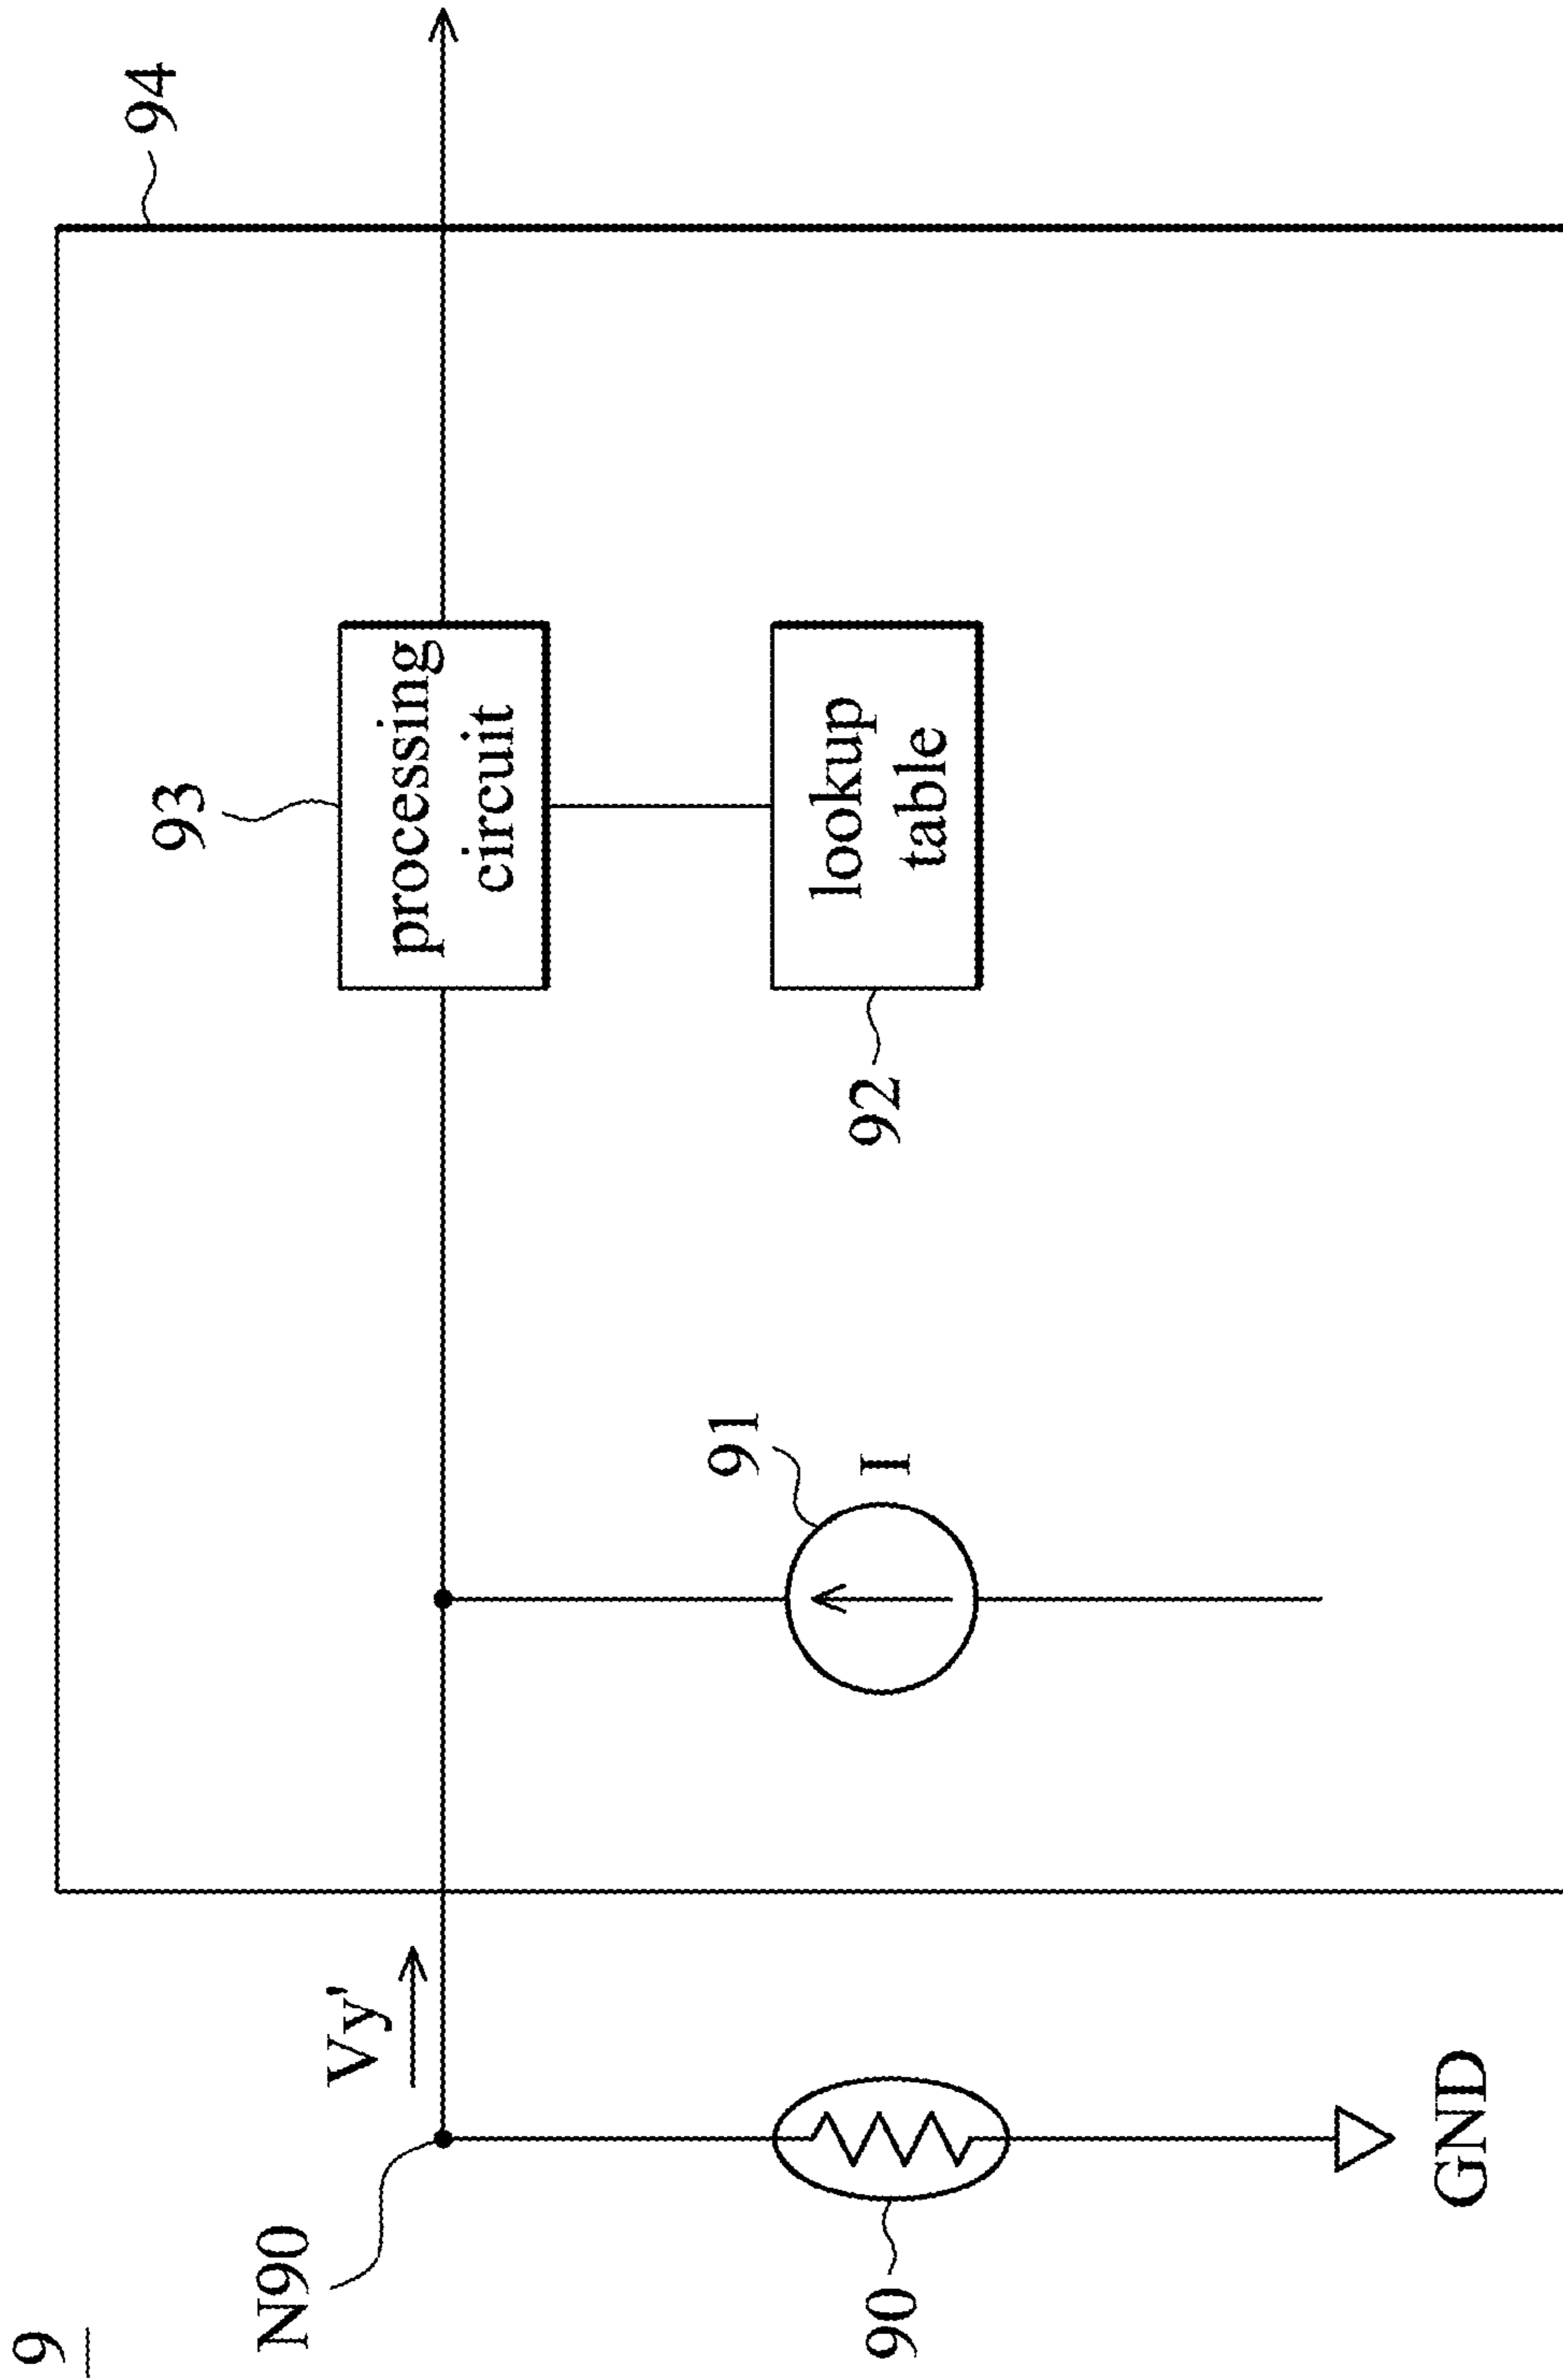 9
N90
Vy'
94
93
processing
circuit
91
I
92
lookup
table
90
GND